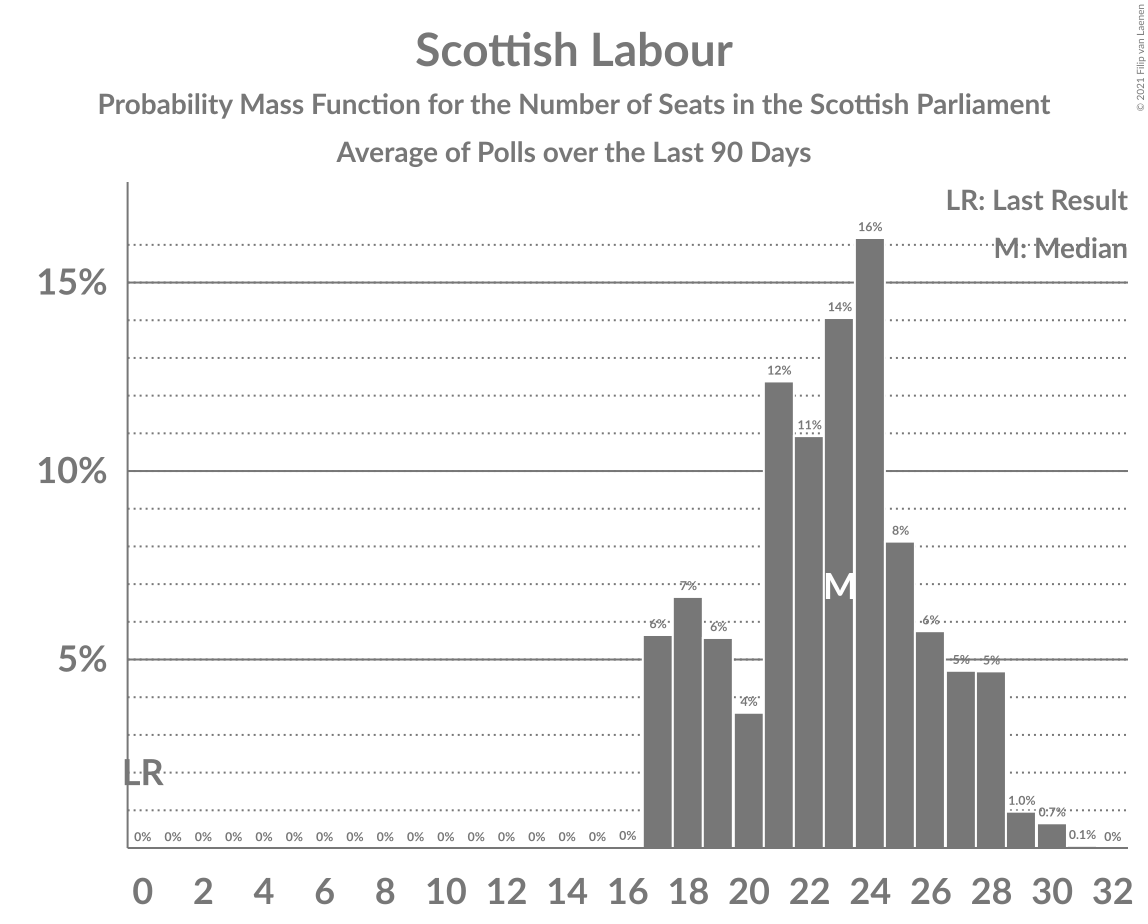 © 2021 Filip van Laenen
Scottish Labour
Probability Mass Function for the Number of Seats in the Scottish Parliament
Average of Polls over the Last 90 Days
LR: Last Result
M: Median
16%
15%
14%
12%
11%
10%
8%
M
7%
6%
6%
6%
5%
5%
5%
4%
LR
1.0%
0.7%
0% 0% 0% 0% 0% 0% 0% 0% 0% 0% 0% 0% 0% 0% 0% 0% 0% 0.1% 0%
0 2 4 6 8 10 12 14 16 18 20 22 24 26 28 30 32